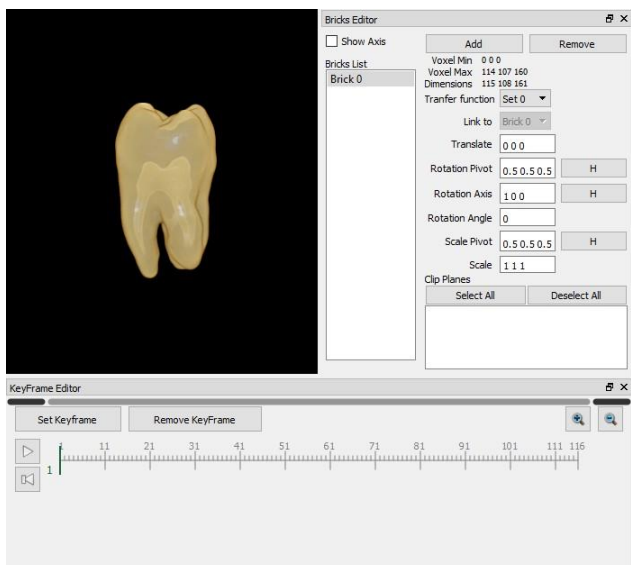 Bricks Editor
Show Axis
Bricks List
Brick 0
Add Remove
Voxel Min 0 0 0
Voxel Max 114 107 160
Dimensions 115 108 161
Tranfer function Set 0
Link to Brick 0
Translate 0 0 0
Rotation Pivot 0.5 0.5 0.5 H
Rotation Axis 1 0 0 H
Rotation Angle 0
Scale Pivot 0.5 0.5 0.5 H
Scale 1 1 1
Clip Planes
Select All Deselect All
KeyFrame Editor
Set Keyframe Remove KeyFrame
1 11 21 31 41 51 61 71 81 91 101 111 116
1